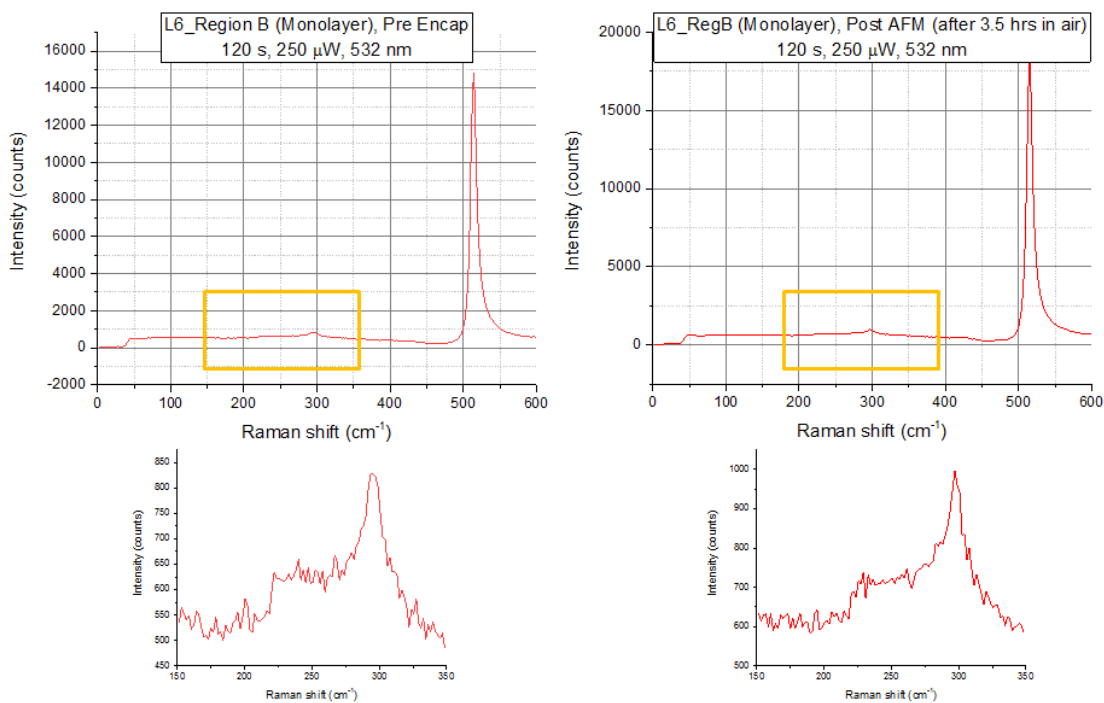 L6_Region B (Monolayer), Pre Encap
120 s, 250 μW, 532 nm
16000
14000
12000
10000
8000
6000
4000
2000
0
-2000
Intensity (counts)
0 100 200 300 400 500 600
Raman shift (cm⁻¹)
L6_RegB (Monolayer), Post AFM (after 3.5 hrs in air)
120 s, 250 μW, 532 nm
20000
15000
10000
5000
0
Intensity (counts)
0 100 200 300 400 500 600
Raman shift (cm⁻¹)
850
800
750
700
650
600
550
500
450
Intensity (counts)
150 200 250 300 350
Raman shift (cm⁻¹)
1000
900
800
700
600
500
Intensity (counts)
150 200 250 300 350
Raman shift (cm⁻¹)